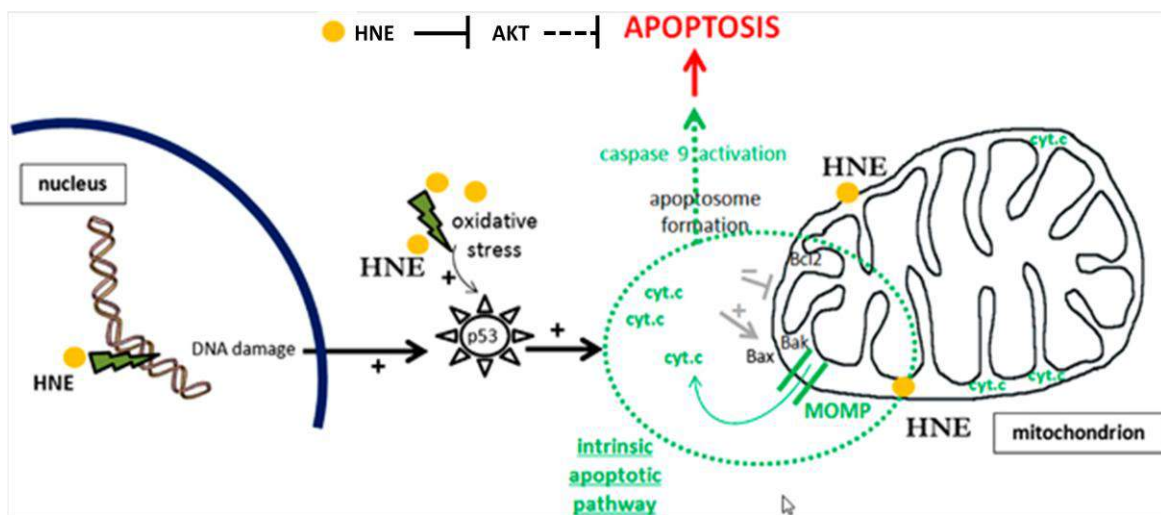 HNE AKT APOPTOSIS
cyt.c
caspase 9 activation
HNE
nucleus
apoptosome
formation
oxidative
stress
HNE
+
Bcl2
–
cyt.c
cyt.c
+
p53
+
DNA damage
+
cyt.c
Bax
Bak
HNE
MOMP
cyt.c
cyt.c
HNE
mitochondrion
intrinsic
apoptotic
pathway